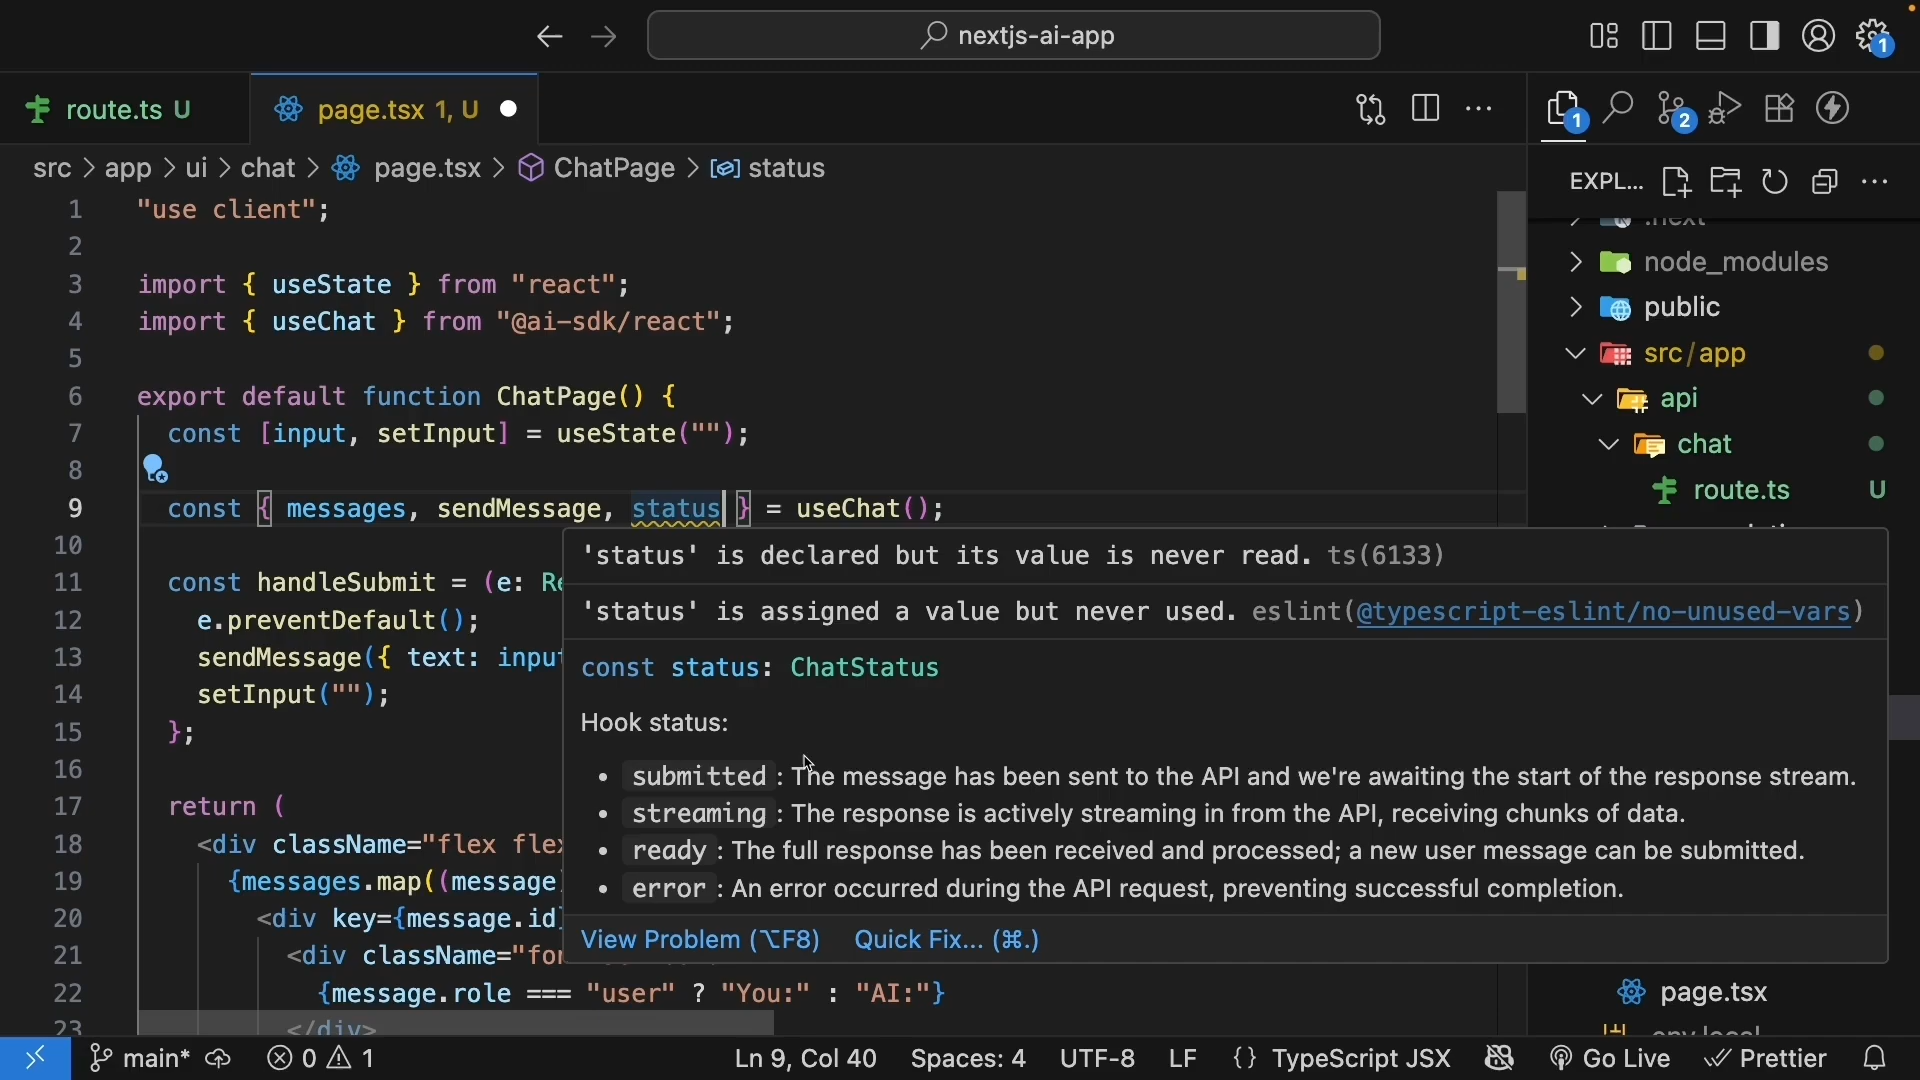 nextjs-ai-app
1
route.ts U
page.tsx 1, U
1
2
src > app > ui > chat > page.tsx > ChatPage > status
EXPL...
1 "use client";
2
3 import { useState } from "react";
4 import { useChat } from "@ai-sdk/react";
5
6 export default function ChatPage() {
7 const [input, setInput] = useState("");
8
9 const { messages, sendMessage, status } = useChat();
10
11 const handleSubmit = (e: Re
12 e.preventDefault();
13 sendMessage({ text: input
14 setInput("");
15 };
16
17 return (
18 <div className="flex flex
19 {messages.map((message)
20 <div key={message.id}
21 <div className="fon
22 {message.role === "user" ? "You:" : "AI:"}
23 </div>
'status' is declared but its value is never read. ts(6133)
'status' is assigned a value but never used. eslint(@typescript-eslint/no-unused-vars)
const status: ChatStatus
Hook status:
• submitted : The message has been sent to the API and we're awaiting the start of the response stream.
• streaming : The response is actively streaming in from the API, receiving chunks of data.
• ready : The full response has been received and processed; a new user message can be submitted.
• error : An error occurred during the API request, preventing successful completion.
View Problem (⌥F8) Quick Fix... (⌘.)
.next
node_modules
public
src/app
api
chat
route.ts U
page.tsx
.env.local
main* 0 1
Ln 9, Col 40 Spaces: 4 UTF-8 LF {} TypeScript JSX Go Live Prettier